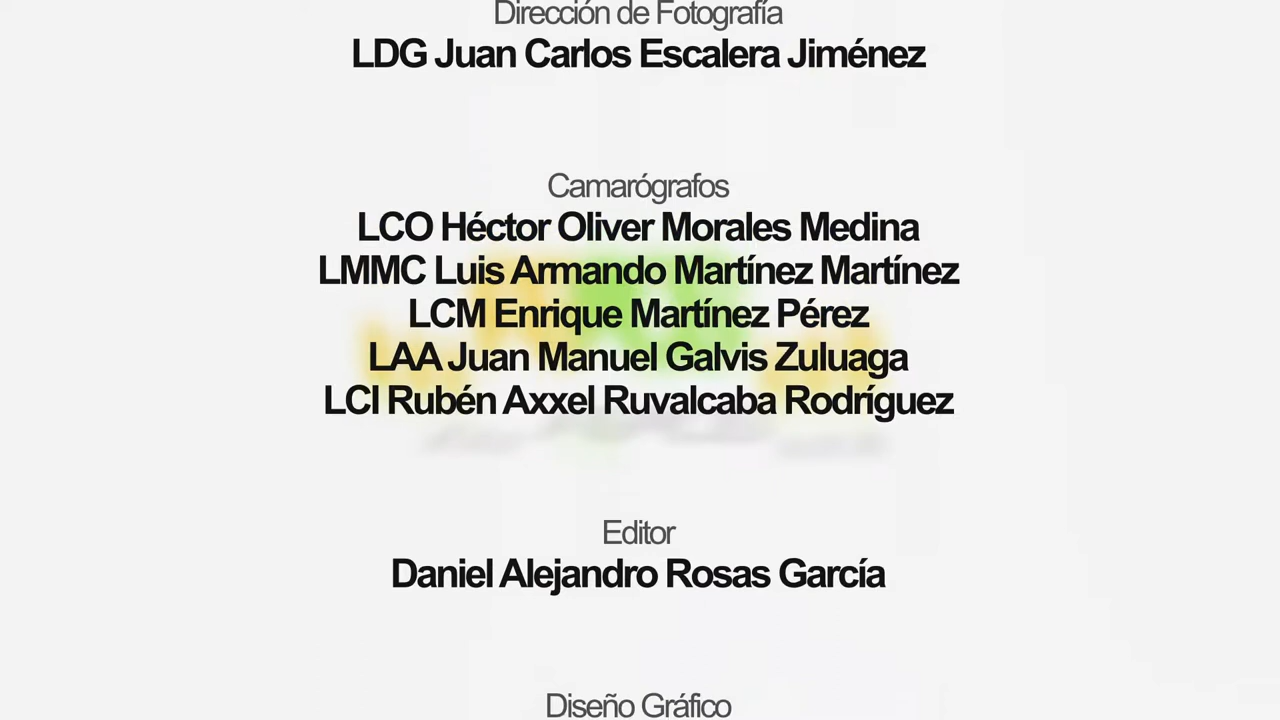 Dirección de Fotografía
LDG Juan Carlos Escalera Jiménez
Camarógrafos
LCO Héctor Oliver Morales Medina
LMMC Luis Armando Martínez Martínez
LCM Enrique Martínez Pérez
LAA Juan Manuel Galvis Zuluaga
LCI Rubén Axxel Ruvalcaba Rodríguez
Editor
Daniel Alejandro Rosas García
Diseño Gráfico